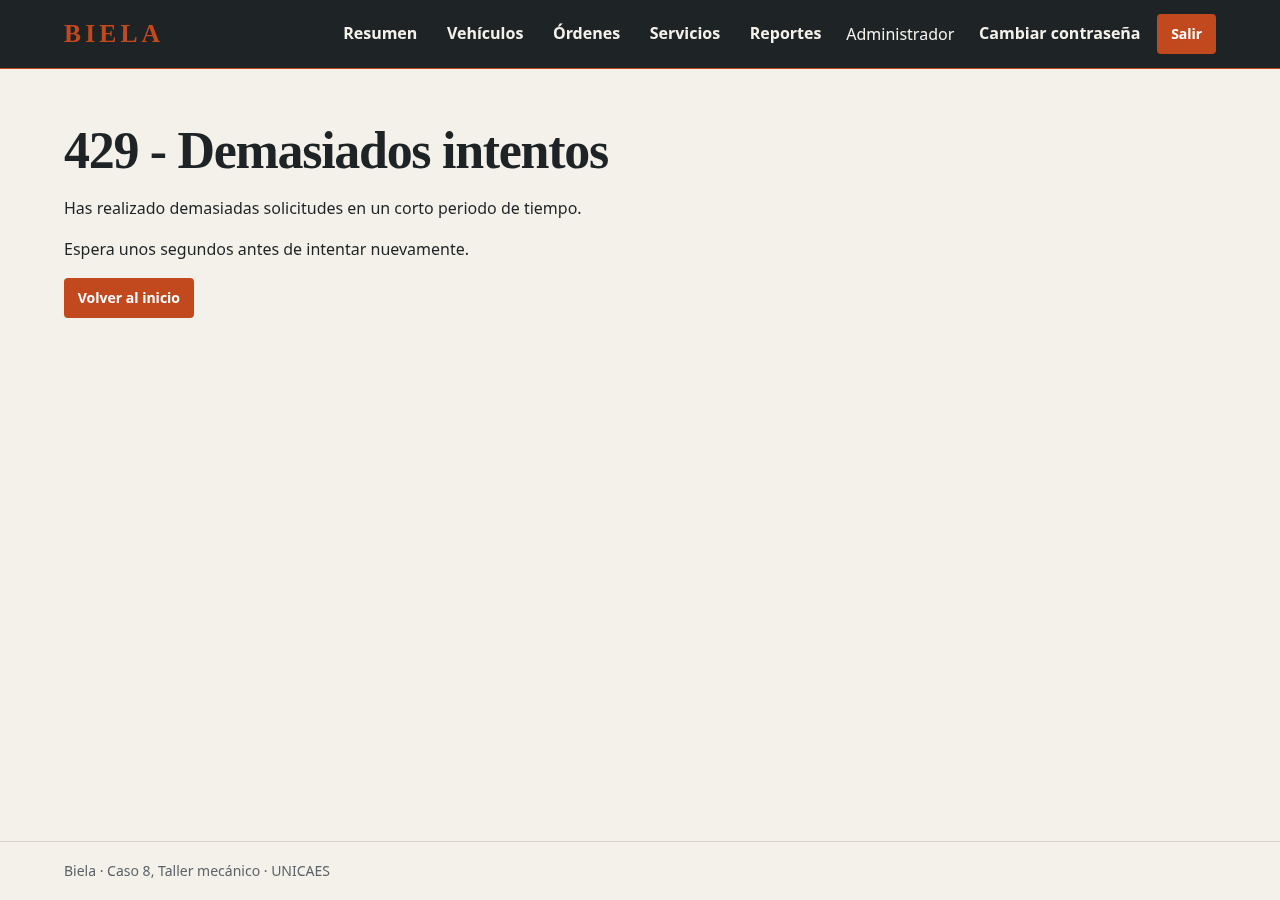 BIELA
Resumen Vehículos Órdenes Servicios Reportes Administrador Cambiar contraseña Salir
429 - Demasiados intentos
Has realizado demasiadas solicitudes en un corto periodo de tiempo.
Espera unos segundos antes de intentar nuevamente.
Volver al inicio
Biela · Caso 8, Taller mecánico · UNICAES